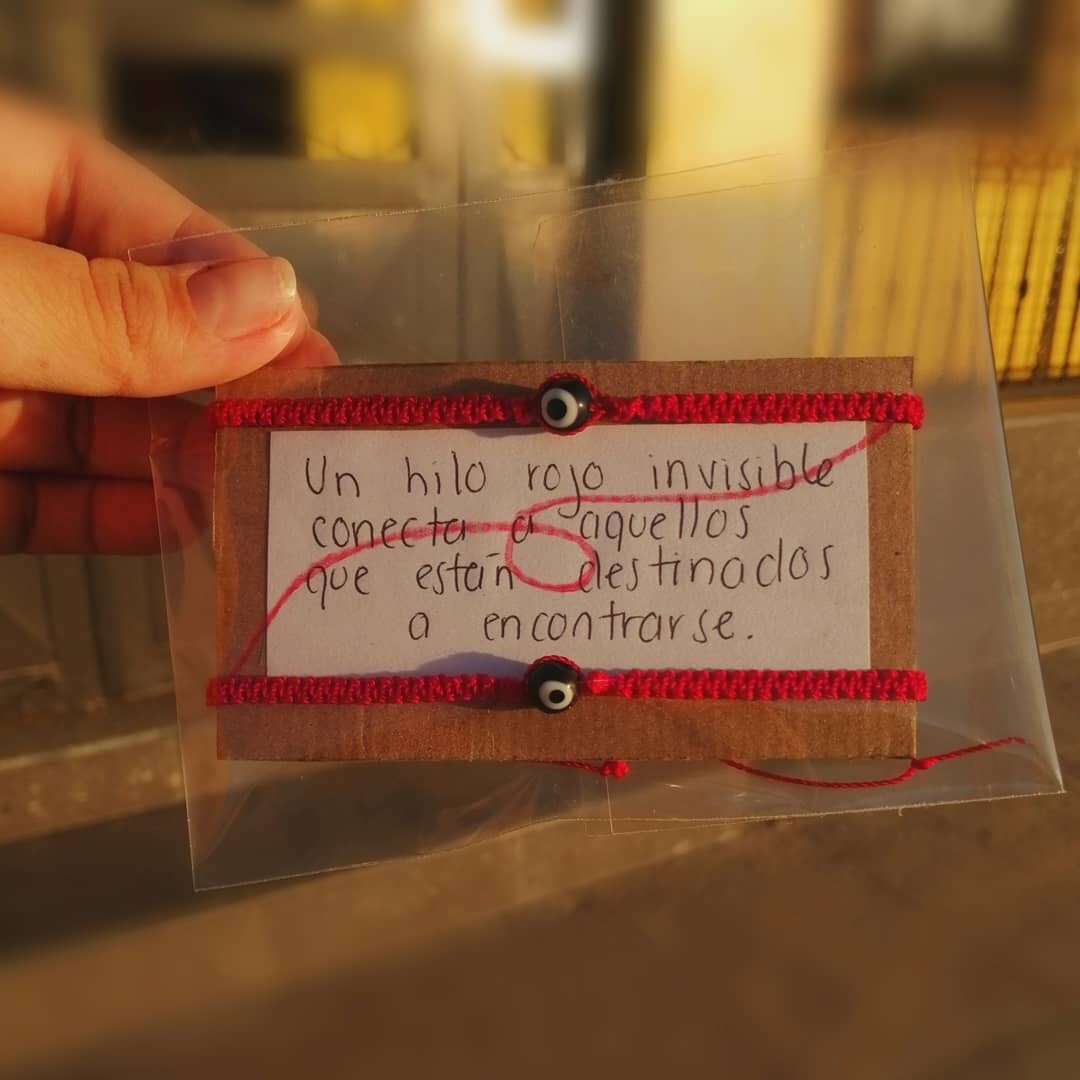 Un hilo rojo invisible
conecta a aquellos
que están destinados
a encontrarse.